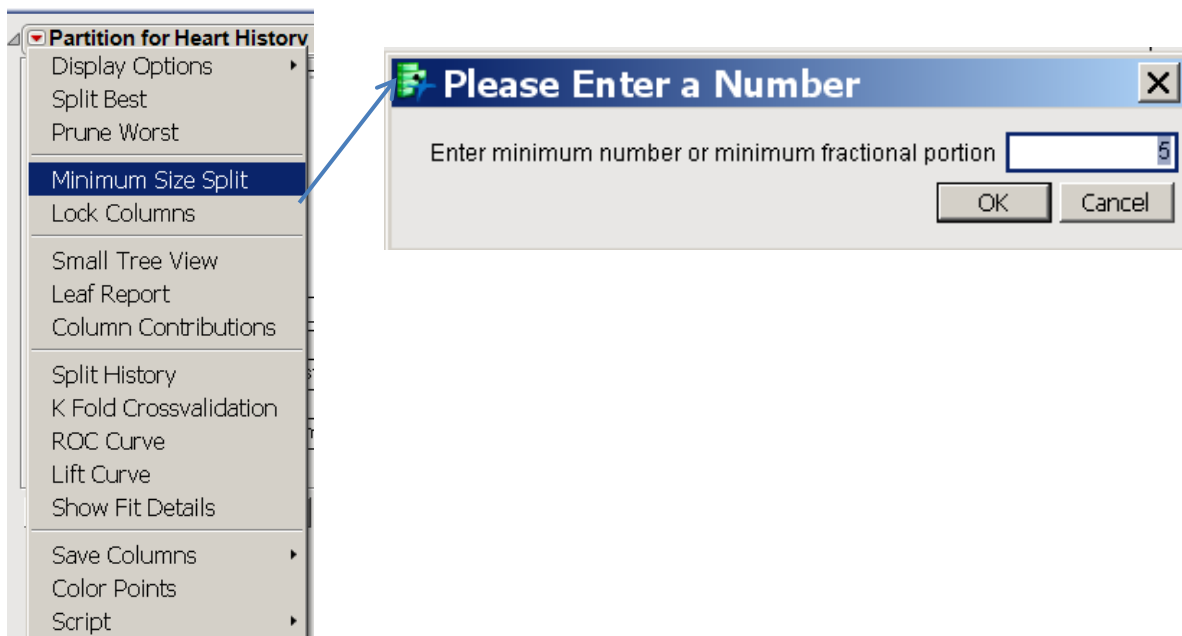 Partition for Heart History
Display Options
Split Best
Prune Worst
Minimum Size Split
Lock Columns
Small Tree View
Leaf Report
Column Contributions
Split History
K Fold Crossvalidation
ROC Curve
Lift Curve
Show Fit Details
Save Columns
Color Points
Script
Please Enter a Number
Enter minimum number or minimum fractional portion 5
OK Cancel